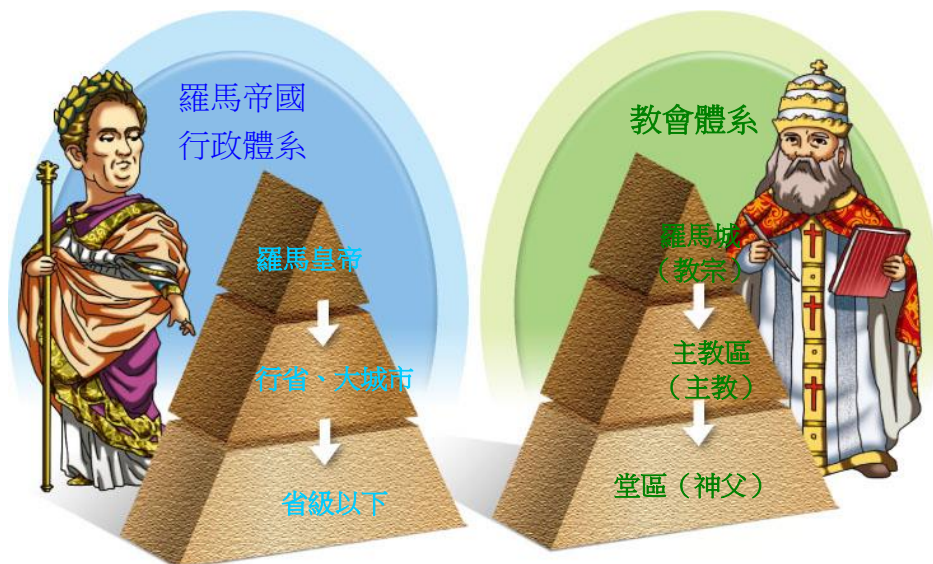 羅馬帝國
行政體系
羅馬皇帝
行省、大城市
省級以下
教會體系
羅馬城
（教宗）
主教區
（主教）
堂區（神父）